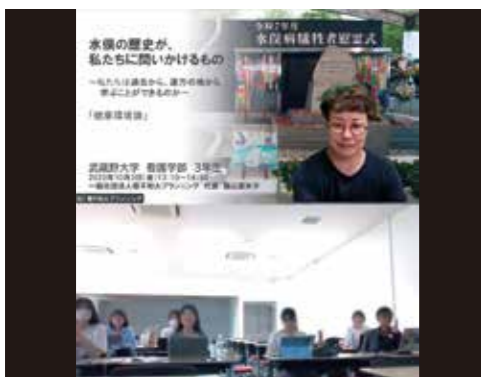 水俣の歴史が、
私たちに問いかけるもの
～私たちは過去から、遠方の地から
学ぶことができるのか～
「健康環境論」
武蔵野大学 看護学部 3年生
令和7年度
水俣病犠牲者慰霊式